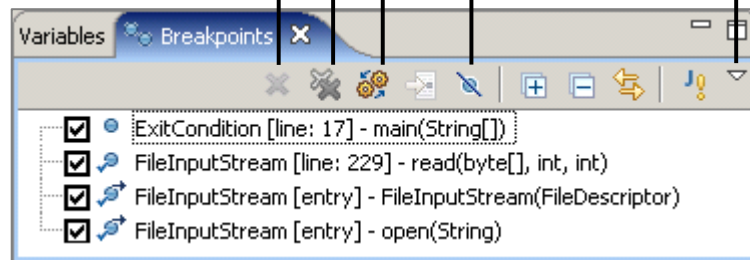 Variables Breakpoints
ExitCondition [line: 17] - main(String[])
FileInputStream [line: 229] - read(byte[], int, int)
FileInputStream [entry] - FileInputStream(FileDescriptor)
FileInputStream [entry] - open(String)